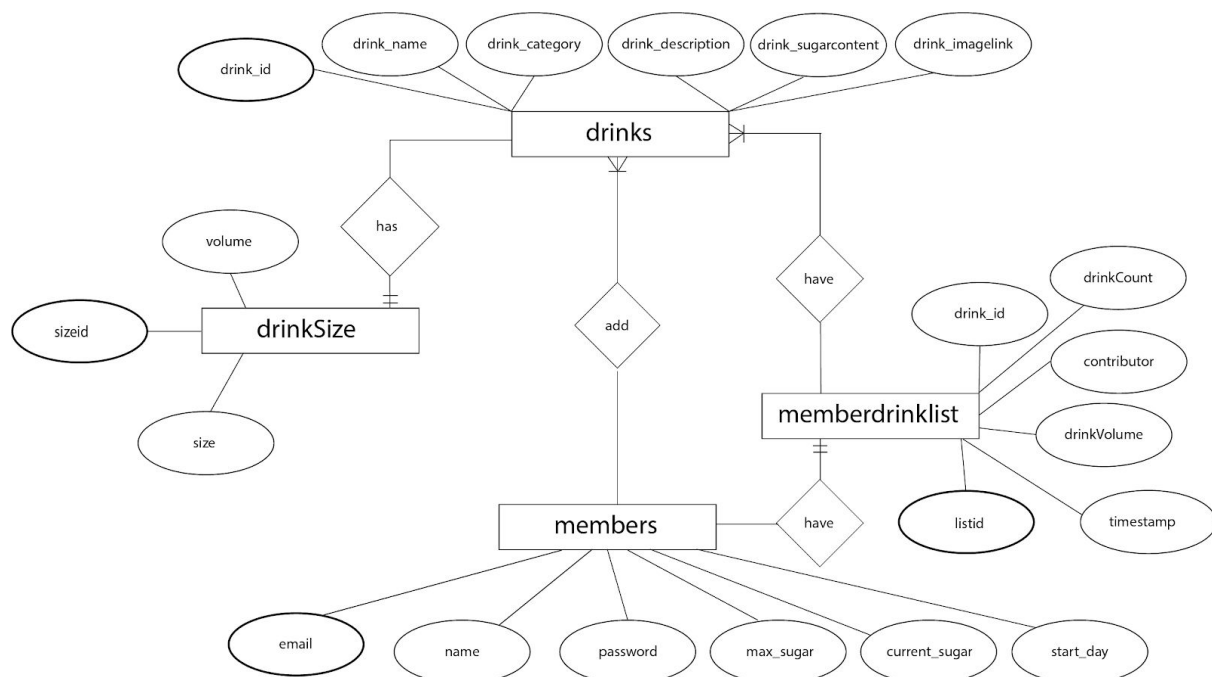 drink_name
drink_category
drink_description
drink_sugarcontent
drink_imagelink
drink_id
drinks
has
volume
have
drinkCount
drink_id
sizeid
drinkSize
add
contributor
size
memberdrinklist
drinkVolume
members
have
listid
timestamp
email
name
password
max_sugar
current_sugar
start_day